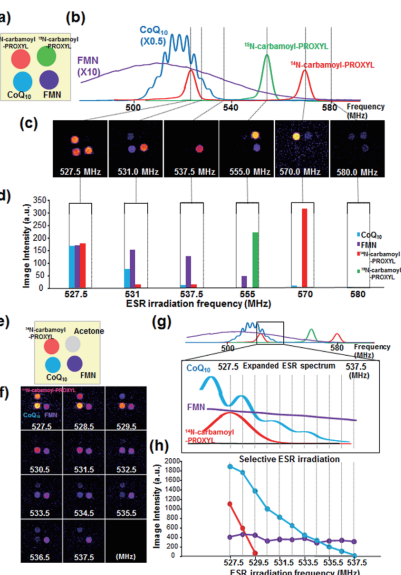 a)
¹⁴N-carbamoyl
-PROXYL
¹⁵N-carbamoyl
-PROXYL
CoQ₁₀
FMN
(b)
CoQ₁₀
(X0.5)
FMN
(X10)
¹⁵N-carbamoyl-PROXYL
¹⁴N-carbamoyl-PROXYL
500
540
580
Frequency
(MHz)
(c)
527.5 MHz
531.0 MHz
537.5 MHz
555.0 MHz
570.0 MHz
580.0 MHz
d)
Image Intensity (a.u.)
350
300
250
200
150
100
50
0
527.5
531
537.5
555
570
580
ESR irradiation frequency (MHz)
CoQ₁₀
FMN
¹⁴N-carbamoyl
-PROXYL
¹⁵N-carbamoyl
-PROXYL
e)
¹⁴N-carbamoyl
-PROXYL
Acetone
CoQ₁₀
FMN
f)
¹⁴N-carbamoyl-PROXYL
CoQ₁₀ FMN
527.5
528.5
529.5
530.5
531.5
532.5
533.5
534.5
535.5
536.5
537.5
(MHz)
(g)
500
580
Frequency
(MHz)
527.5
Expanded ESR spectrum
537.5
(MHz)
CoQ₁₀
FMN
¹⁴N-carbamoyl
-PROXYL
(h)
Selective ESR irradiation
Image Intensity (a.u.)
2000
1800
1600
1400
1200
1000
800
600
400
200
0
527.5
529.5
531.5
533.5
535.5
537.5
ESR irradiation frequency (MHz)